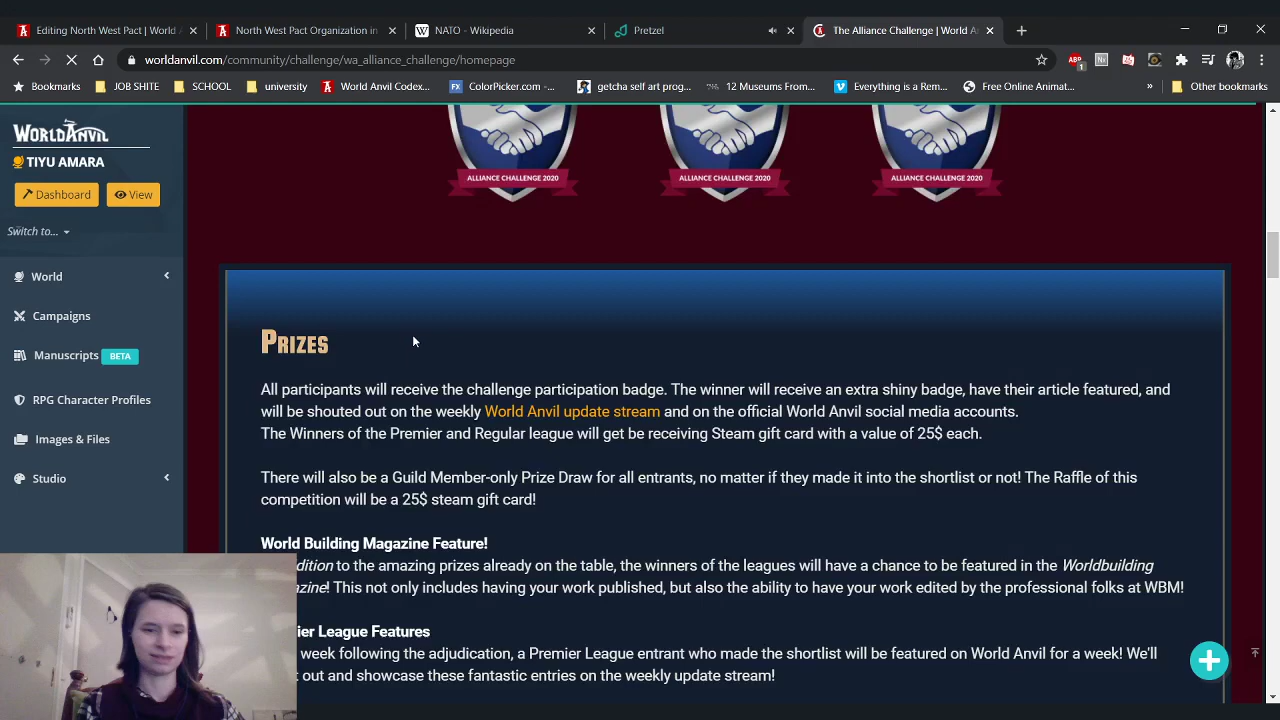 Editing North West Pact | World A
North West Pact Organization in
NATO - Wikipedia
Pretzel
The Alliance Challenge | World A
worldanvil.com/community/challenge/wa_alliance_challenge/homepage
Bookmarks
JOB SHITE
SCHOOL
university
World Anvil Codex...
ColorPicker.com -...
getcha self art prog...
12 Museums From...
Everything is a Rem...
Free Online Animat...
»
Other bookmarks
WORLDANVIL
TIYU AMARA
Dashboard
View
Switch to...
World
Campaigns
Manuscripts BETA
RPG Character Profiles
Images & Files
Studio
ALLIANCE CHALLENGE 2020
ALLIANCE CHALLENGE 2020
ALLIANCE CHALLENGE 2020
PRIZES
All participants will receive the challenge participation badge. The winner will receive an extra shiny badge, have their article featured, and
will be shouted out on the weekly World Anvil update stream and on the official World Anvil social media accounts.
The Winners of the Premier and Regular league will get be receiving Steam gift card with a value of 25$ each.
There will also be a Guild Member-only Prize Draw for all entrants, no matter if they made it into the shortlist or not! The Raffle of this
competition will be a 25$ steam gift card!
World Building Magazine Feature!
dition to the amazing prizes already on the table, the winners of the leagues will have a chance to be featured in the Worldbuilding
azine! This not only includes having your work published, but also the ability to have your work edited by the professional folks at WBM!
ier League Features
week following the adjudication, a Premier League entrant who made the shortlist will be featured on World Anvil for a week! We'll
out and showcase these fantastic entries on the weekly update stream!